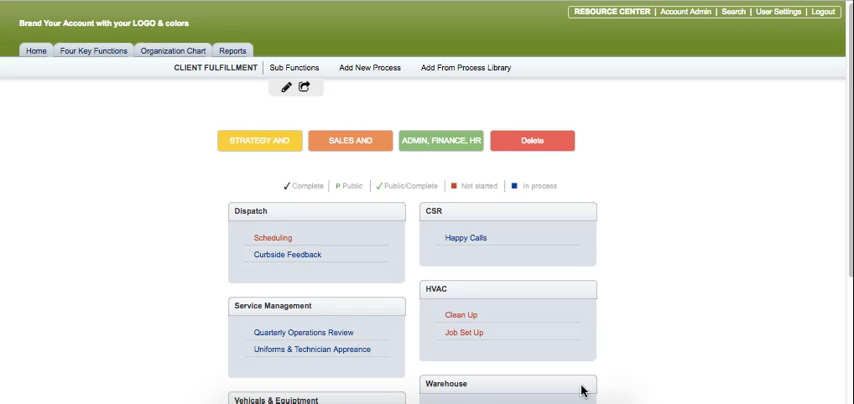 RESOURCE CENTER | Account Admin | Search | User Settings | Logout
Brand Your Account with your LOGO & colors
Home Four Key Functions Organization Chart Reports
CLIENT FULFILLMENT Sub Functions Add New Process Add From Process Library
STRATEGY AND SALES AND ADMIN, FINANCE, HR Delete
✓ Complete | P Public | ✓ Public/Complete | Not started | In process
Dispatch
Scheduling
Curbside Feedback
CSR
Happy Calls
Service Management
Quarterly Operations Review
Uniforms & Technician Appreance
HVAC
Clean Up
Job Set Up
Vehicals & Equiptment
Warehouse